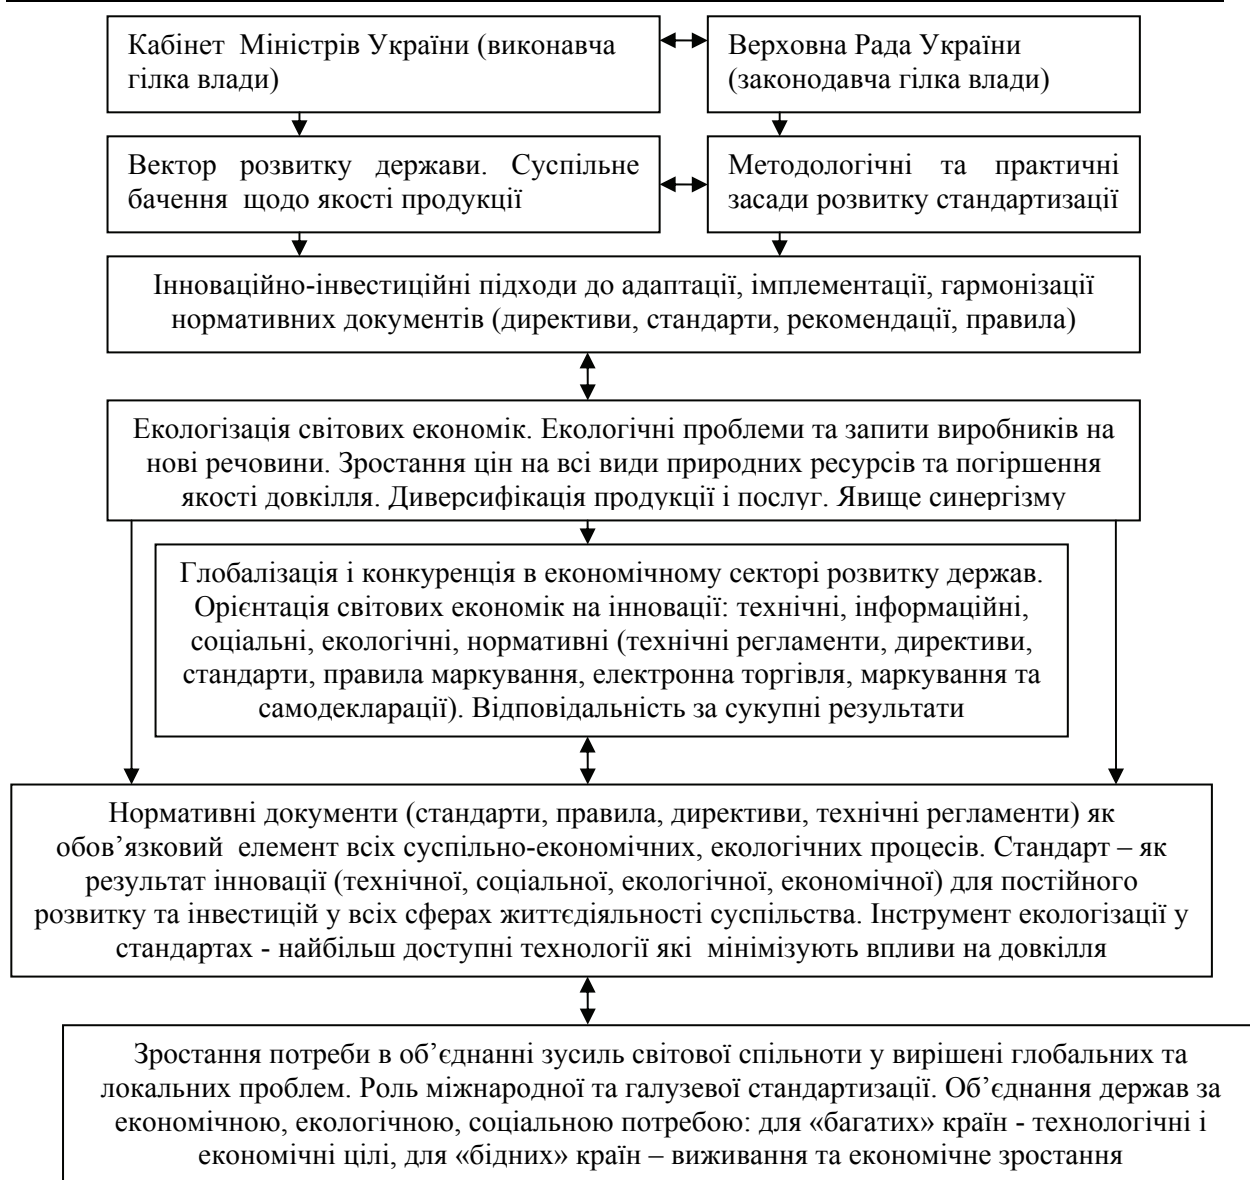 Кабінет Міністрів України (виконавча
гілка влади)
Верховна Рада України
(законодавча гілка влади)
Вектор розвитку держави. Суспільне
бачення щодо якості продукції
Методологічні та практичні
засади розвитку стандартизації
Інноваційно-інвестиційні підходи до адаптації, імплементації, гармонізації
нормативних документів (директиви, стандарти, рекомендації, правила)
Екологізація світових економік. Екологічні проблеми та запити виробників на
нові речовини. Зростання цін на всі види природних ресурсів та погіршення
якості довкілля. Диверсифікація продукції і послуг. Явище синергізму
Глобалізація і конкуренція в економічному секторі розвитку держав.
Орієнтація світових економік на інновації: технічні, інформаційні,
соціальні, екологічні, нормативні (технічні регламенти, директиви,
стандарти, правила маркування, електронна торгівля, маркування та
самодекларації). Відповідальність за сукупні результати
Нормативні документи (стандарти, правила, директиви, технічні регламенти) як
обов’язковий елемент всіх суспільно-економічних, екологічних процесів. Стандарт – як
результат інновації (технічної, соціальної, екологічної, економічної) для постійного
розвитку та інвестицій у всіх сферах життєдіяльності суспільства. Інструмент екологізації у
стандартах - найбільш доступні технології які мінімізують впливи на довкілля
Зростання потреби в об’єднанні зусиль світової спільноти у вирішені глобальних та
локальних проблем. Роль міжнародної та галузевої стандартизації. Об’єднання держав за
економічною, екологічною, соціальною потребою: для «багатих» країн - технологічні і
економічні цілі, для «бідних» країн – виживання та економічне зростання